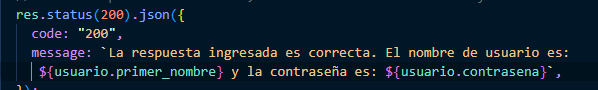 res.status(200).json({
code: "200",
message: `La respuesta ingresada es correcta. El nombre de usuario es:
${usuario.primer_nombre} y la contraseña es: ${usuario.contrasena}`,
});